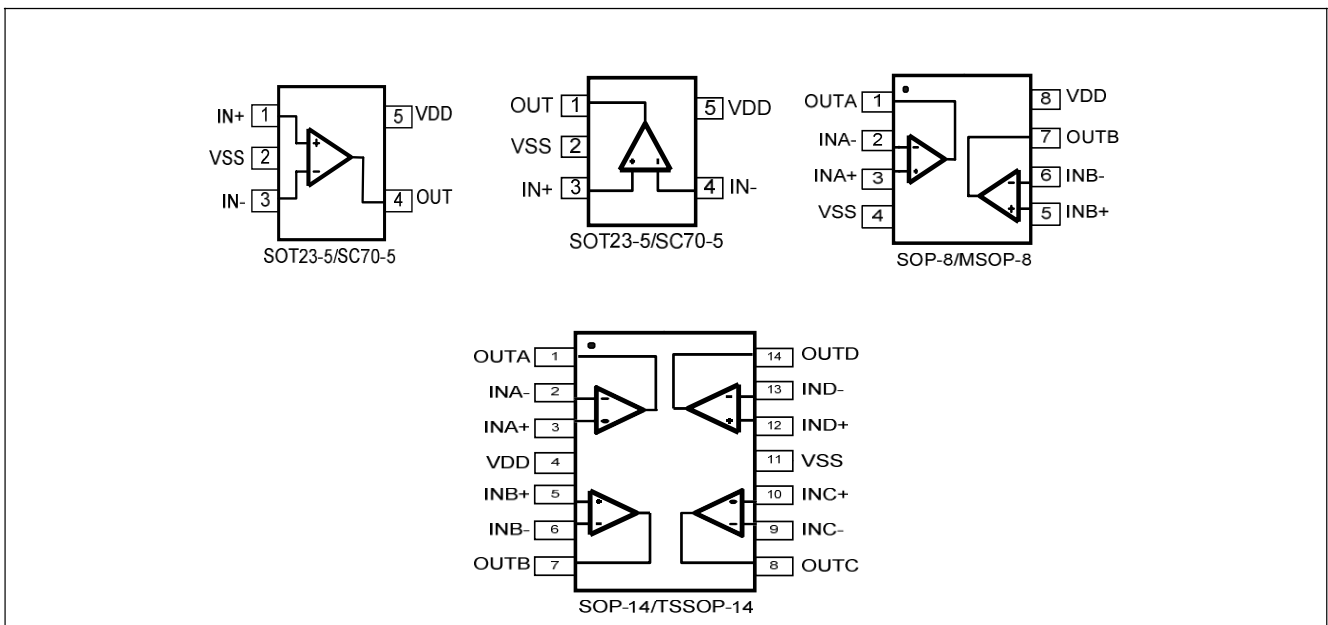 IN+ 1 5 VDD
VSS 2
IN- 3 4 OUT
SOT23-5/SC70-5
OUT 1 5 VDD
VSS 2
IN+ 3 4 IN-
SOT23-5/SC70-5
OUTA 1 8 VDD
INA- 2 7 OUTB
INA+ 3 6 INB-
VSS 4 5 INB+
SOP-8/MSOP-8
OUTA 1 14 OUTD
INA- 2 13 IND-
INA+ 3 12 IND+
VDD 4 11 VSS
INB+ 5 10 INC+
INB- 6 9 INC-
OUTB 7 8 OUTC
SOP-14/TSSOP-14